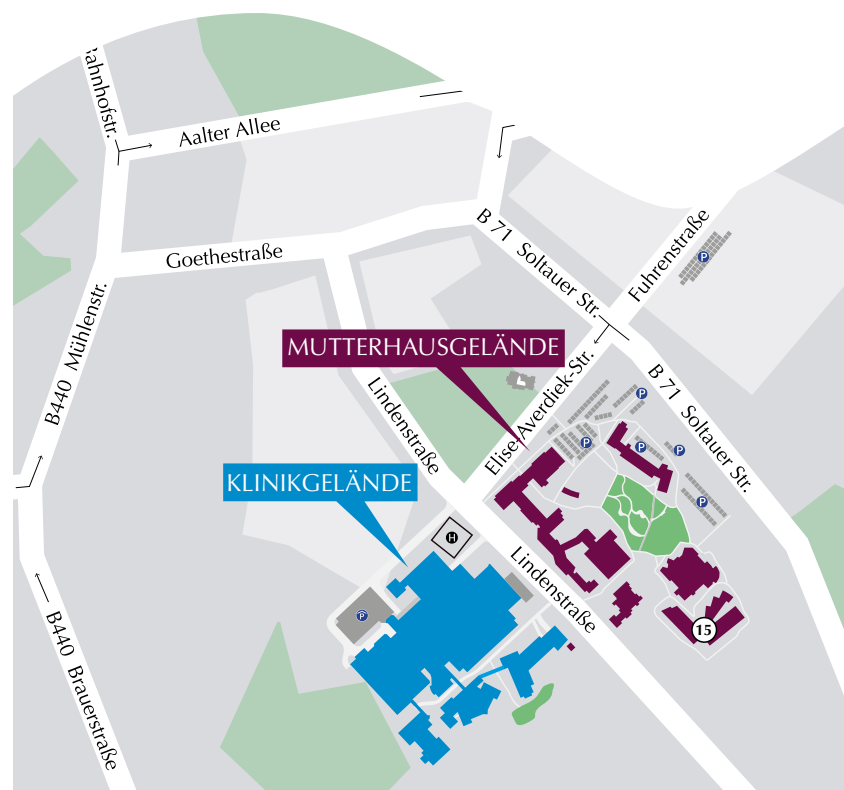 Bahnhofstr.
Aalter Allee
B 71 Soltauer Str.
Fuhrenstraße
P
Goethestraße
B440 Mühlenstr.
MUTTERHAUSGELÄNDE
Lindenstraße
Elise-Averdiek-Str.
B 71 Soltauer Str.
P
P
P
P
P
KLINIKGELÄNDE
H
Lindenstraße
P
15
B440 Brauerstraße